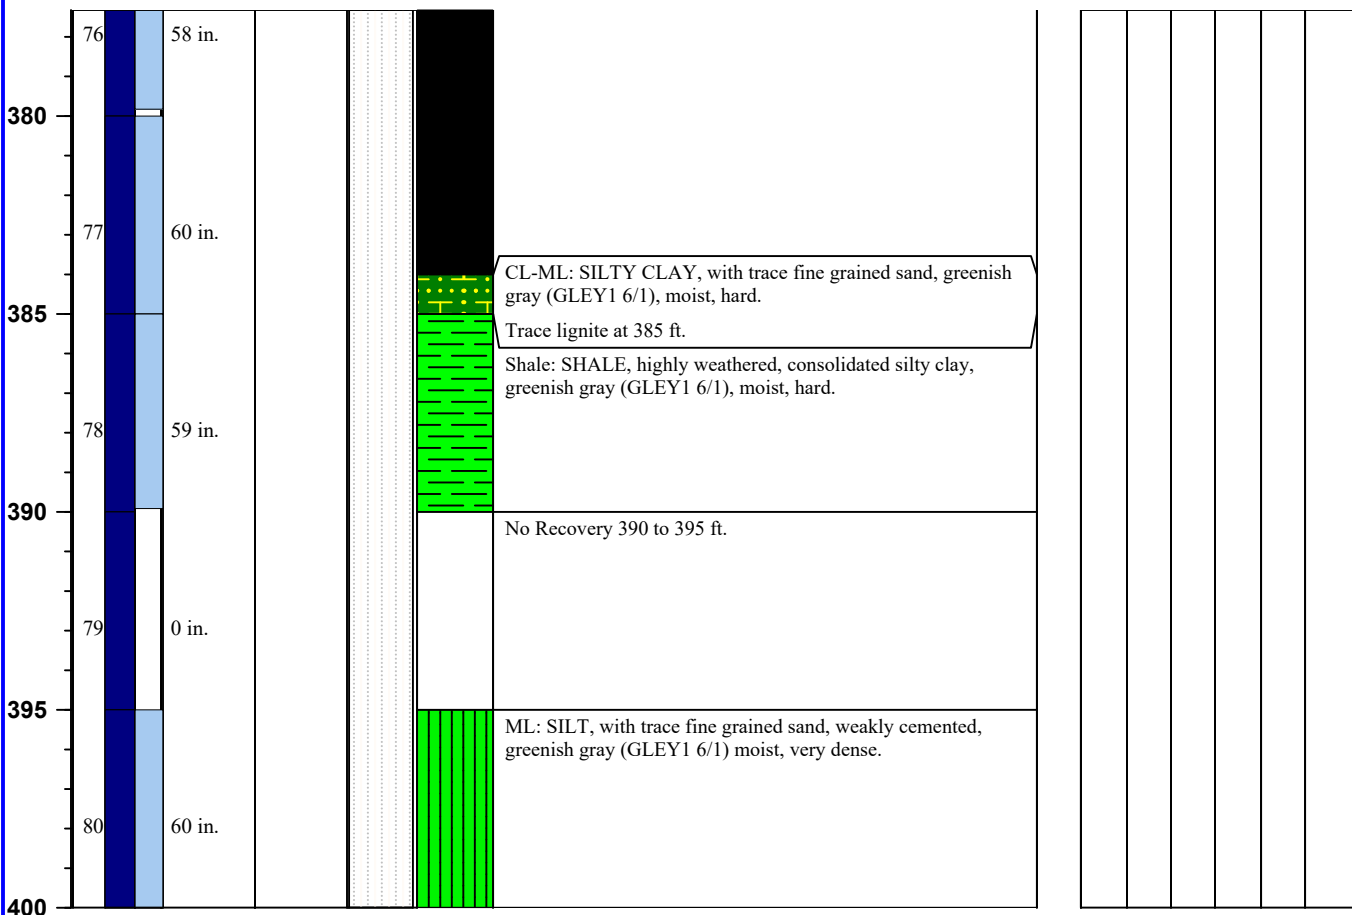 76 58 in.
380
77 60 in.
CL-ML: SILTY CLAY, with trace fine grained sand, greenish
gray (GLEY1 6/1), moist, hard.
385
Trace lignite at 385 ft.
Shale: SHALE, highly weathered, consolidated silty clay,
greenish gray (GLEY1 6/1), moist, hard.
78 59 in.
390
No Recovery 390 to 395 ft.
79 0 in.
395
ML: SILT, with trace fine grained sand, weakly cemented,
greenish gray (GLEY1 6/1) moist, very dense.
80 60 in.
400